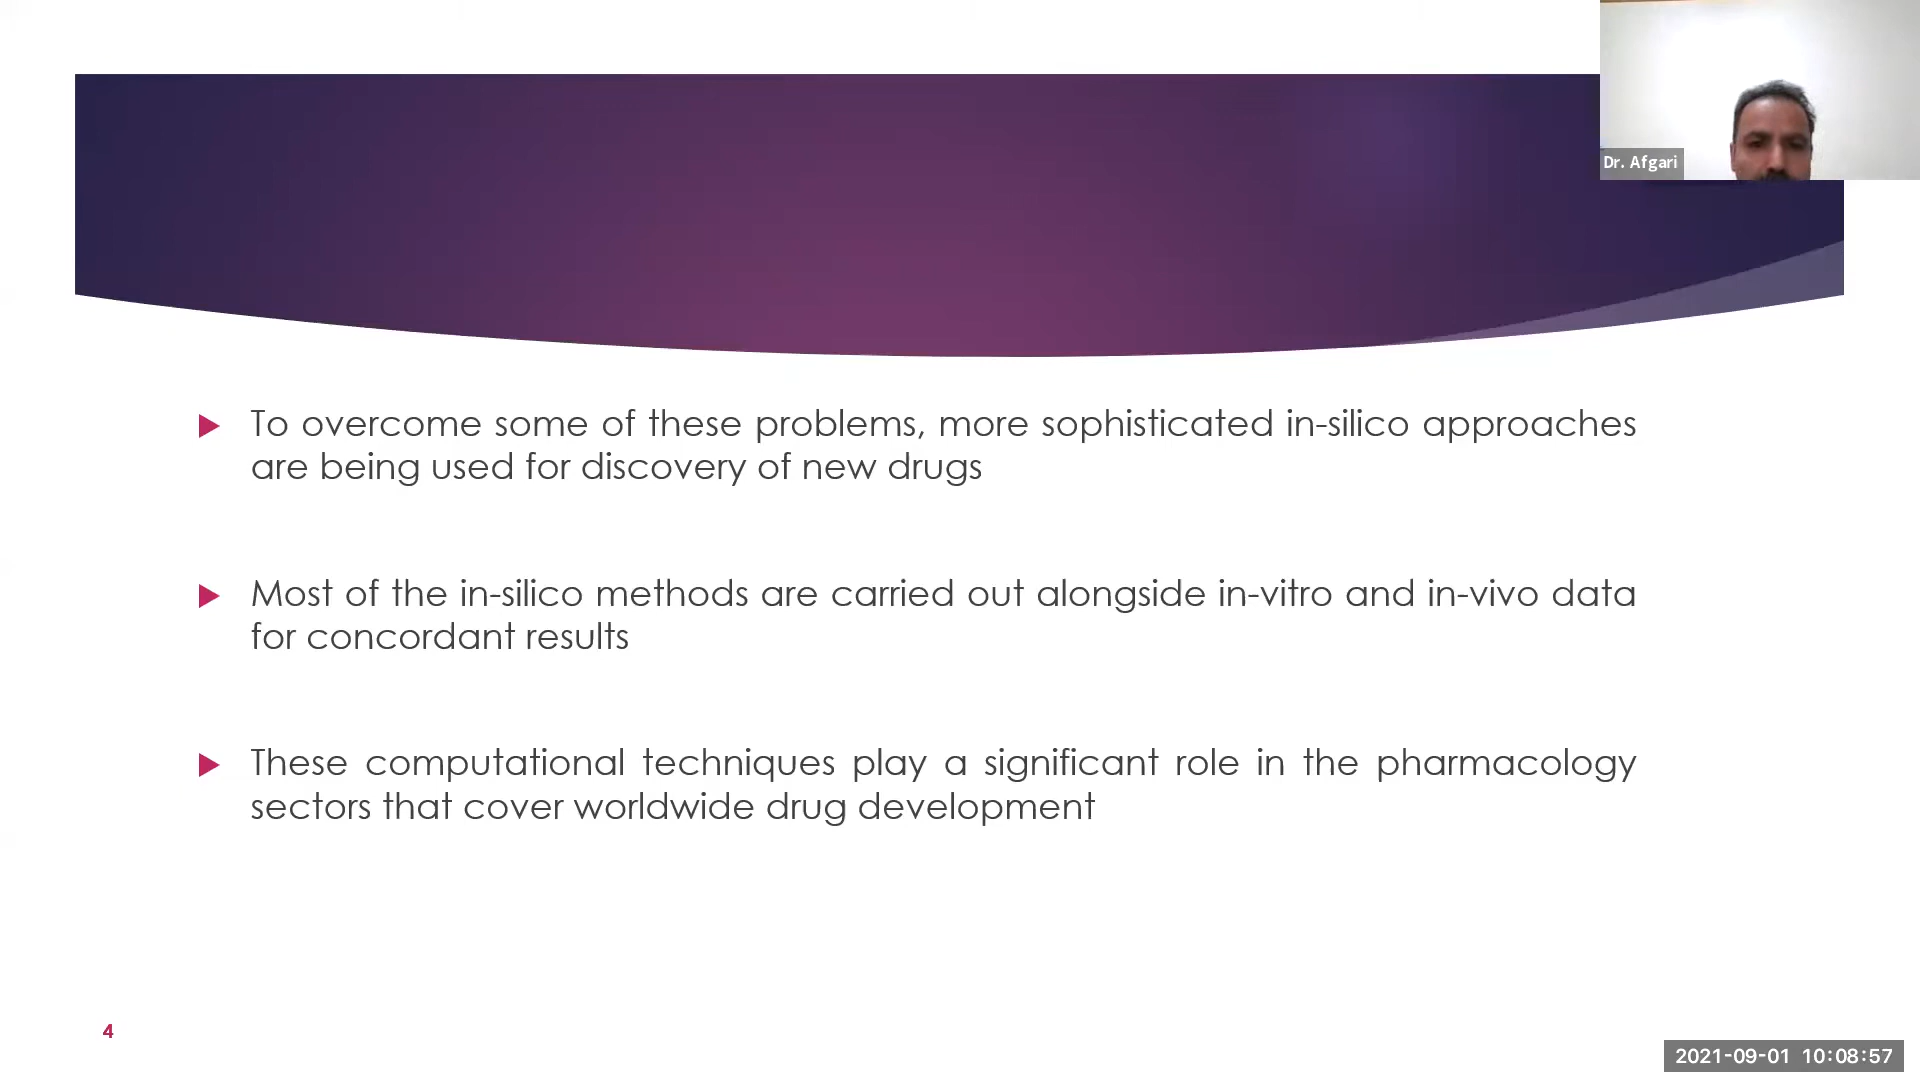 Dr. Afgari
To overcome some of these problems, more sophisticated in-silico approaches
are being used for discovery of new drugs
Most of the in-silico methods are carried out alongside in-vitro and in-vivo data
for concordant results
These computational techniques play a significant role in the pharmacology
sectors that cover worldwide drug development
4
2021-09-01 10:08:57